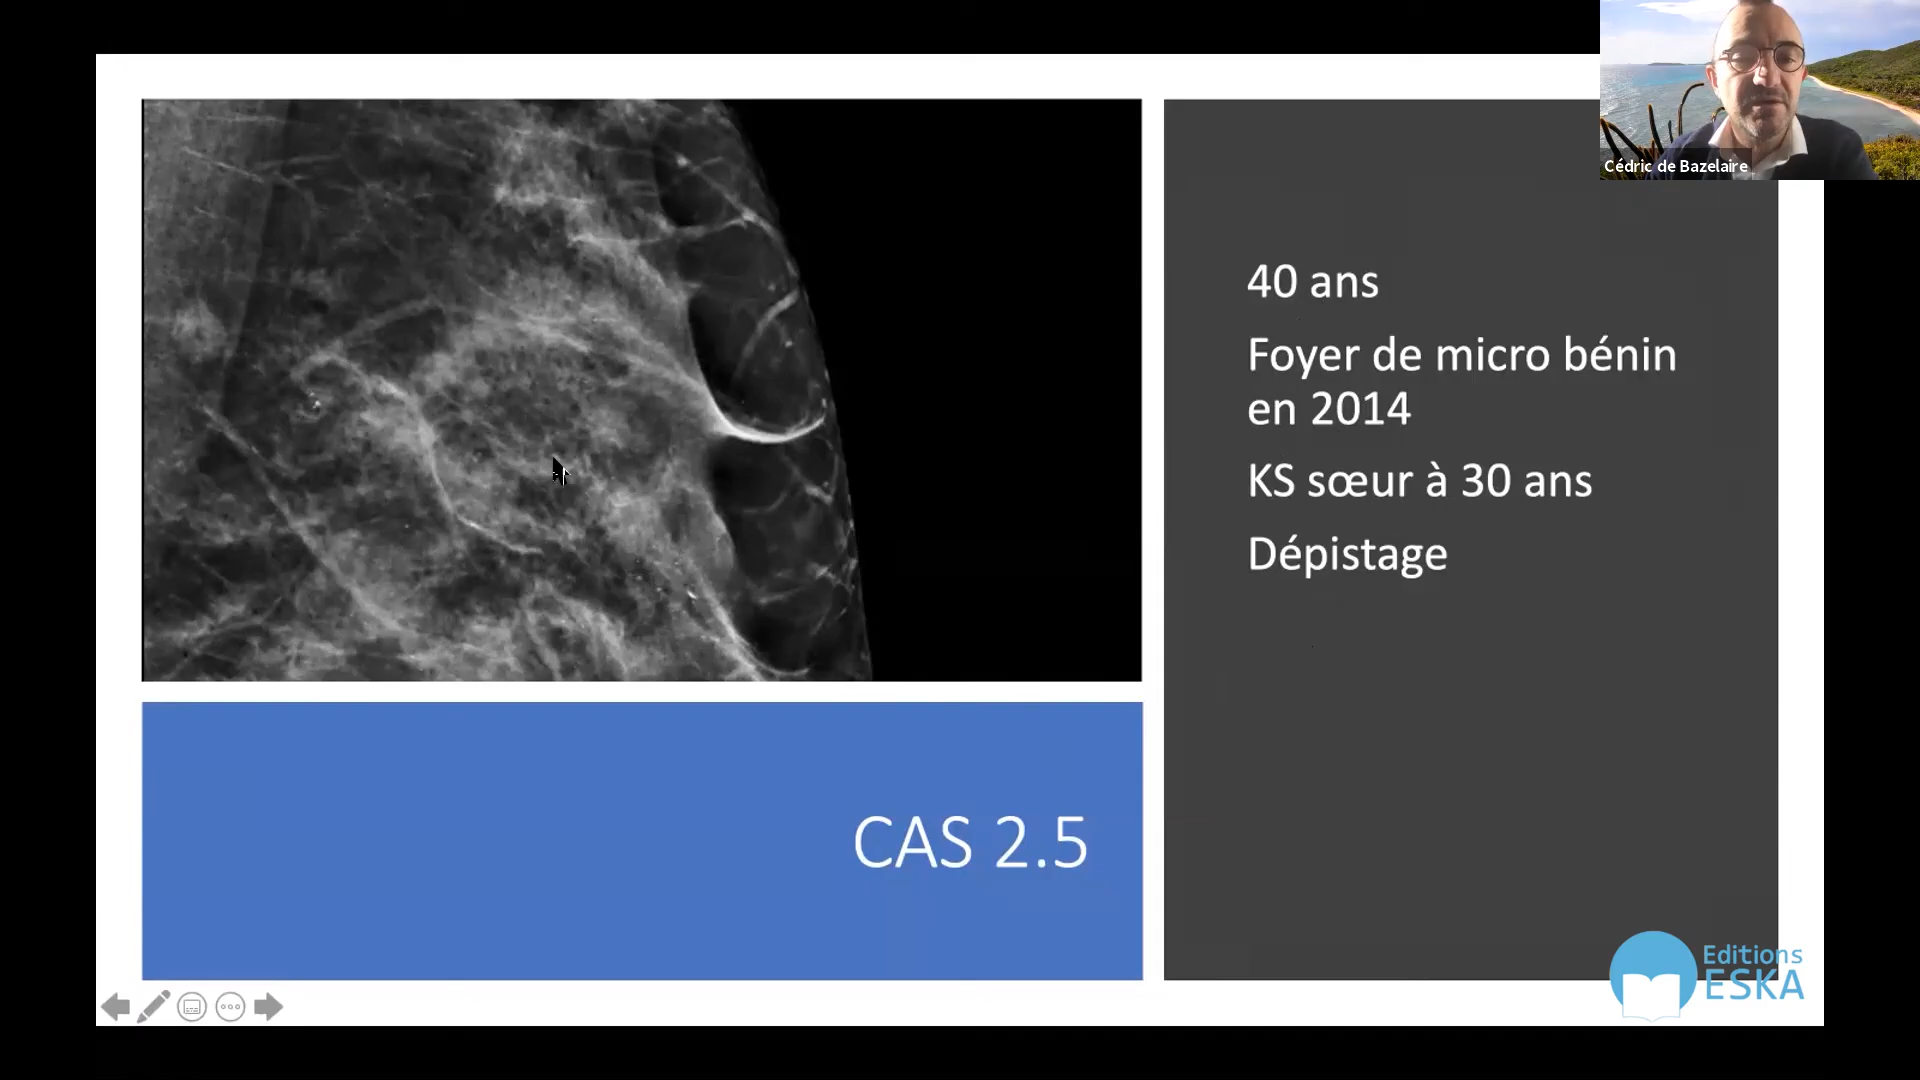 Cédric de Bazelaire
40 ans
Foyer de micro bénin
en 2014
KS sœur à 30 ans
Dépistage
CAS 2.5
Editions
ESKA